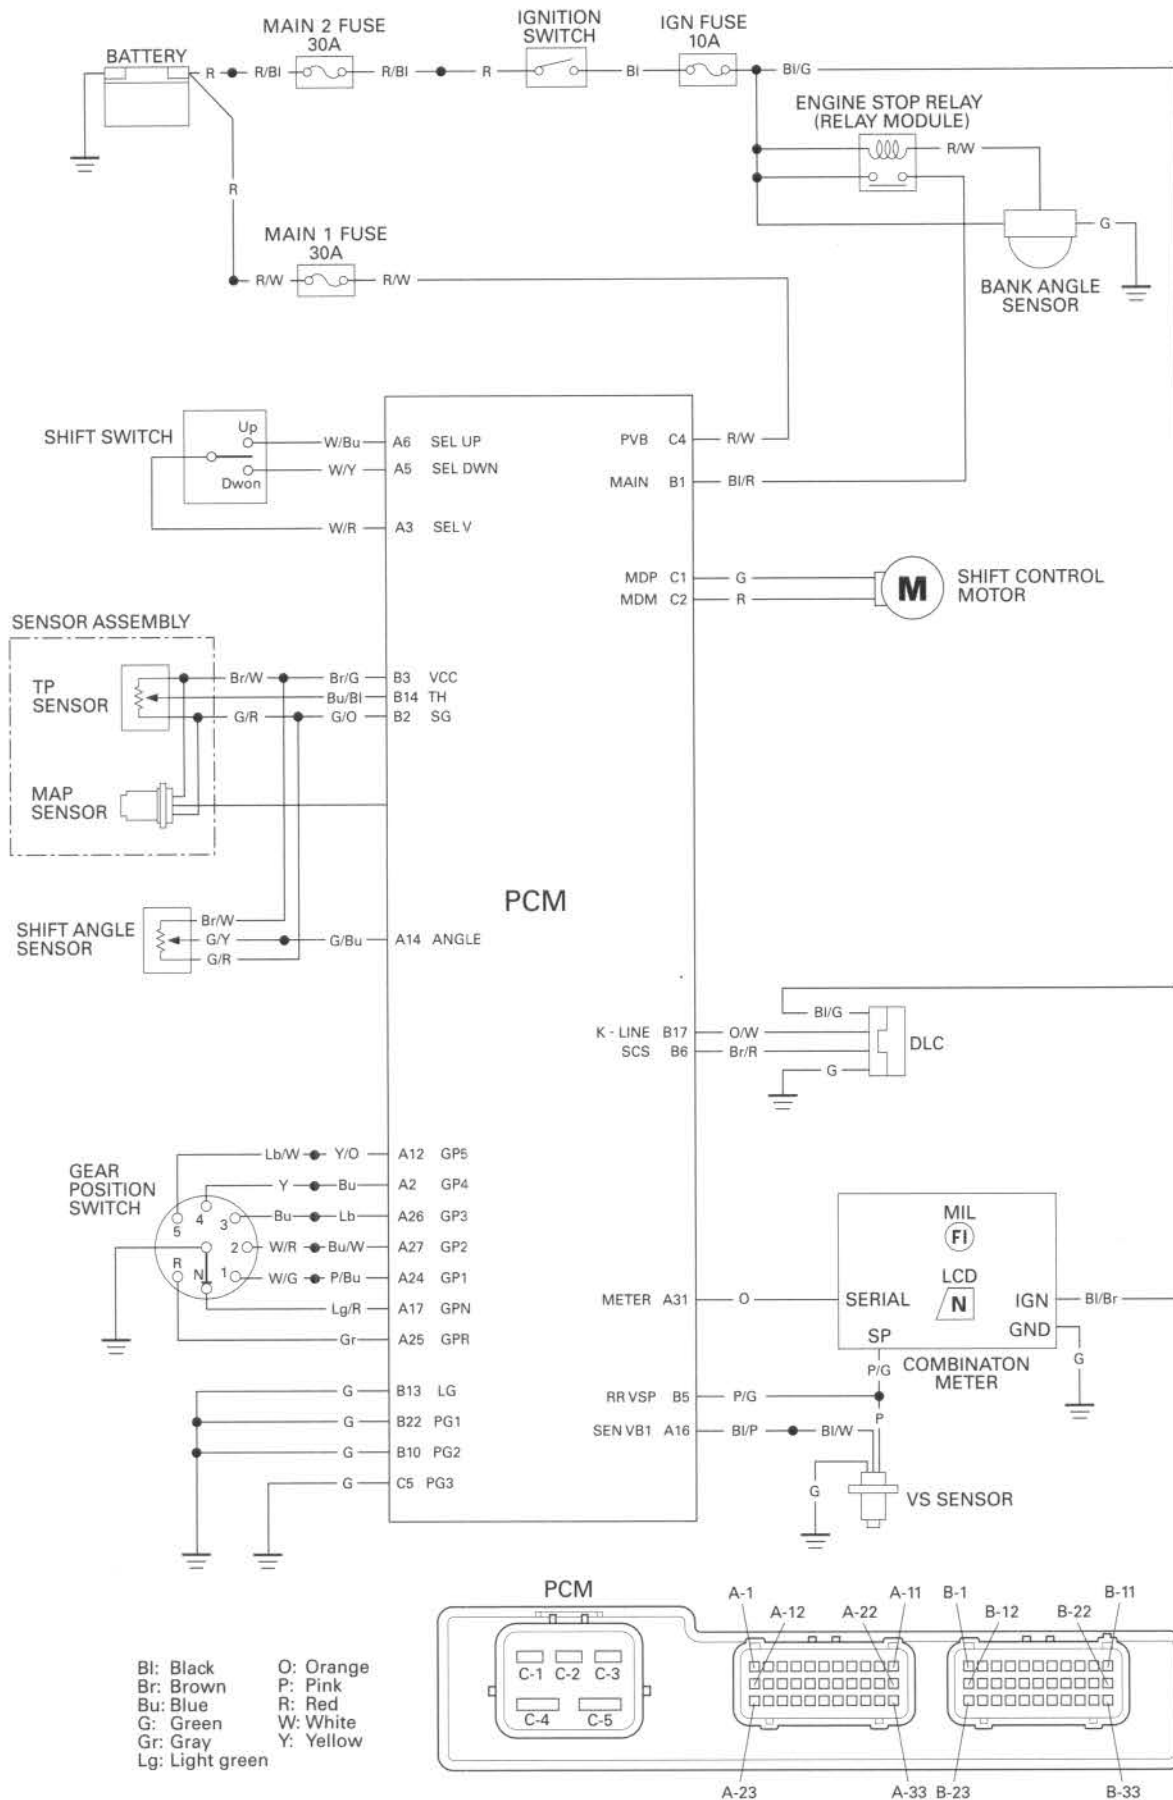 BATTERY
MAIN 2 FUSE
30A
IGNITION
SWITCH
IGN FUSE
10A
R R/Bl R/Bl R Bl Bl/G
ENGINE STOP RELAY
(RELAY MODULE)
R/W
R
G
MAIN 1 FUSE
30A
R/W R/W
BANK ANGLE
SENSOR
SHIFT SWITCH
Up
Dwon
W/Bu A6 SEL UP
W/Y A5 SEL DWN
W/R A3 SEL V
PVB C4 R/W
MAIN B1 Bl/R
MDP C1 G
MDM C2 R
M
SHIFT CONTROL
MOTOR
SENSOR ASSEMBLY
TP
SENSOR
Br/W Br/G B3 VCC
Bu/Bl B14 TH
G/R G/O B2 SG
MAP
SENSOR
PCM
SHIFT ANGLE
SENSOR
Br/W
G/Y G/Bu A14 ANGLE
G/R
Bl/G
K - LINE B17 O/W
SCS B6 Br/R
G
DLC
GEAR
POSITION
SWITCH
5 4 3 2 1 N R
Lb/W Y/O A12 GP5
Y Bu A2 GP4
Bu Lb A26 GP3
W/R Bu/W A27 GP2
W/G P/Bu A24 GP1
Lg/R A17 GPN
Gr A25 GPR
MIL
FI
LCD
N
METER A31 O SERIAL
IGN Bl/Br
GND
SP
G
P/G
COMBINATON
METER
G B13 LG
G B22 PG1
G B10 PG2
G C5 PG3
RR VSP B5 P/G
P
SEN VB1 A16 Bl/P Bl/W
G
VS SENSOR
PCM
C-1 C-2 C-3
C-4 C-5
A-1 A-11 B-1 B-11
A-12 A-22 B-12 B-22
A-23 A-33 B-23 B-33
Bl: Black O: Orange
Br: Brown P: Pink
Bu: Blue R: Red
G: Green W: White
Gr: Gray Y: Yellow
Lg: Light green